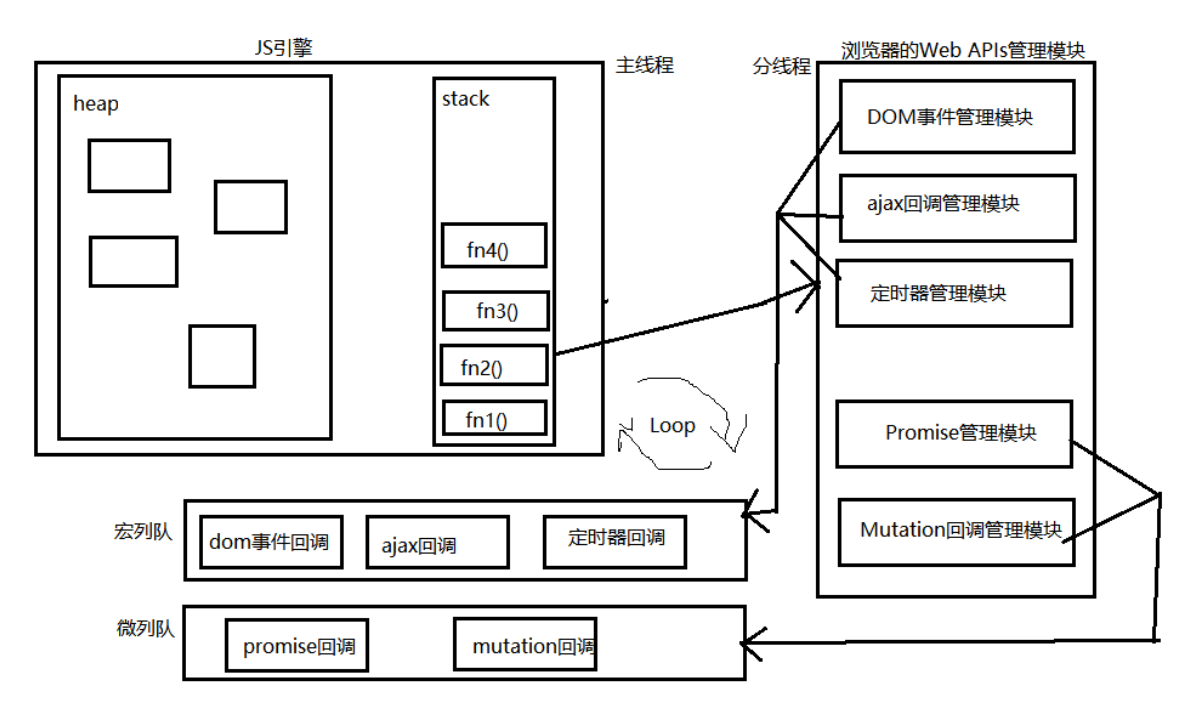 JS引擎
主线程
分线程
浏览器的Web APIs管理模块
heap
stack
fn4()
fn3()
fn2()
fn1()
DOM事件管理模块
ajax回调管理模块
定时器管理模块
Promise管理模块
Mutation回调管理模块
Loop
宏列队
dom事件回调
ajax回调
定时器回调
微列队
promise回调
mutation回调